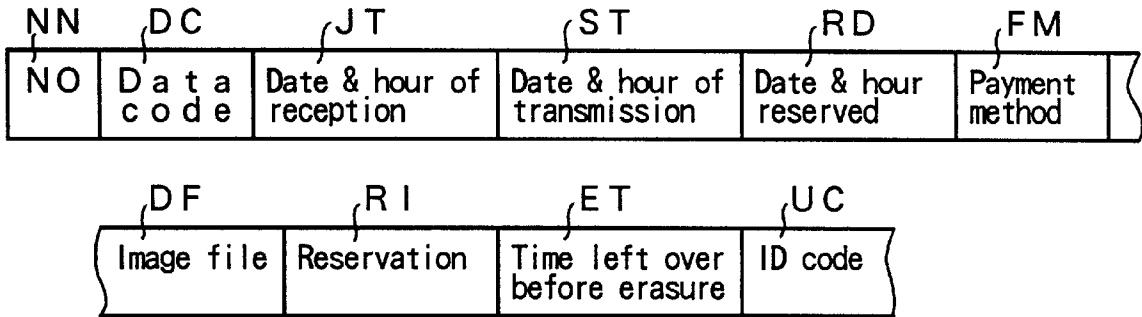 NN DC JT ST RD FM
NO Data code Date & hour of reception Date & hour of transmission Date & hour reserved Payment method
DF RI ET UC
Image file Reservation Time left over before erasure ID code